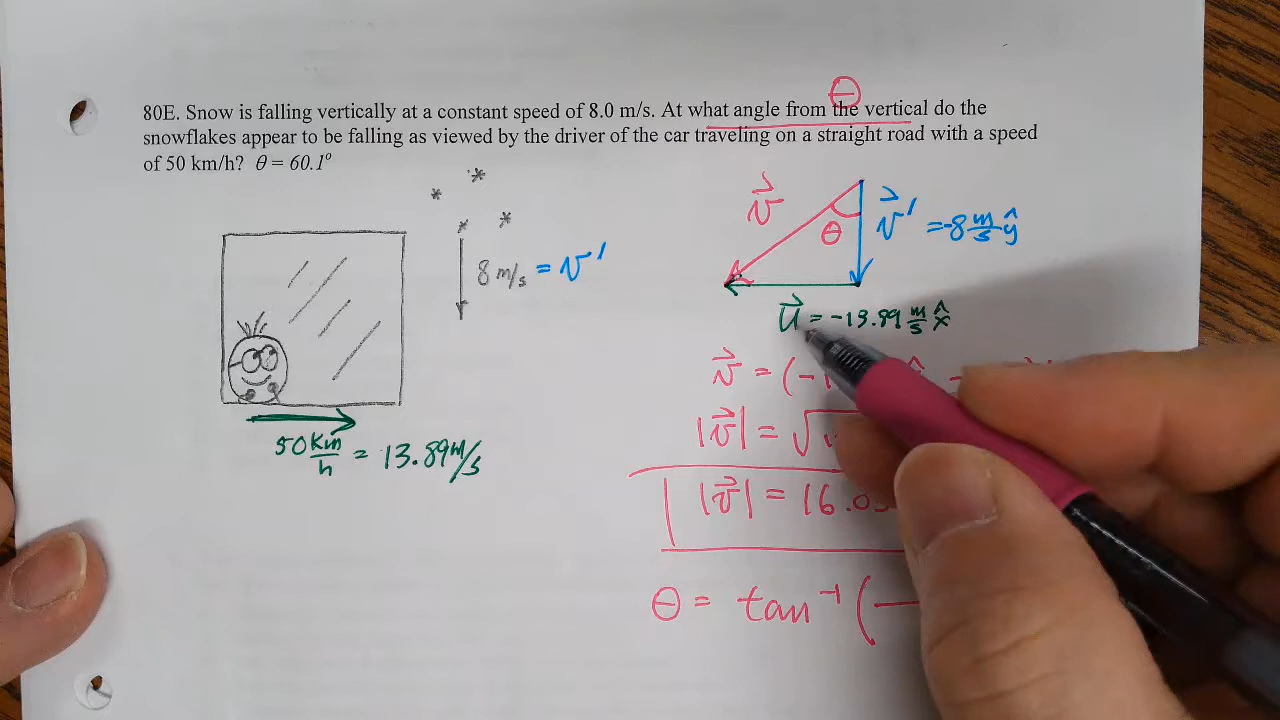 80E. Snow is falling vertically at a constant speed of 8.0 m/s. At what angle from the vertical do the
snowflakes appear to be falling as viewed by the driver of the car traveling on a straight road with a speed
of 50 km/h? θ = 60.1º
θ
v⃗
θ
v⃗' = -8 m/s ŷ
8 m/s = v'
u⃗ = -13.89 m/s x̂
v⃗ = (-
|v⃗| = √
50 km/h = 13.89 m/s
|v⃗| = 16.0
θ = tan⁻¹ (